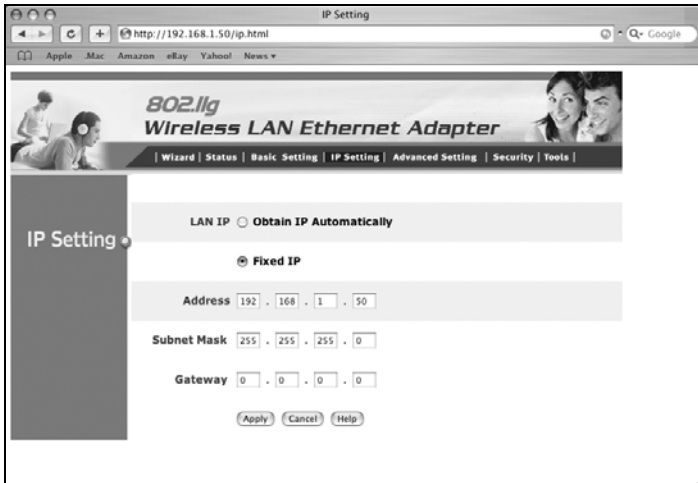 IP Setting
http://192.168.1.50/ip.html
Google
Apple .Mac Amazon eBay Yahoo! News
802.11g
Wireless LAN Ethernet Adapter
| Wizard | Status | Basic Setting | IP Setting | Advanced Setting | Security | Tools |
IP Setting
LAN IP Obtain IP Automatically
Fixed IP
Address 192 . 168 . 1 . 50
Subnet Mask 255 . 255 . 255 . 0
Gateway 0 . 0 . 0 . 0
Apply Cancel Help